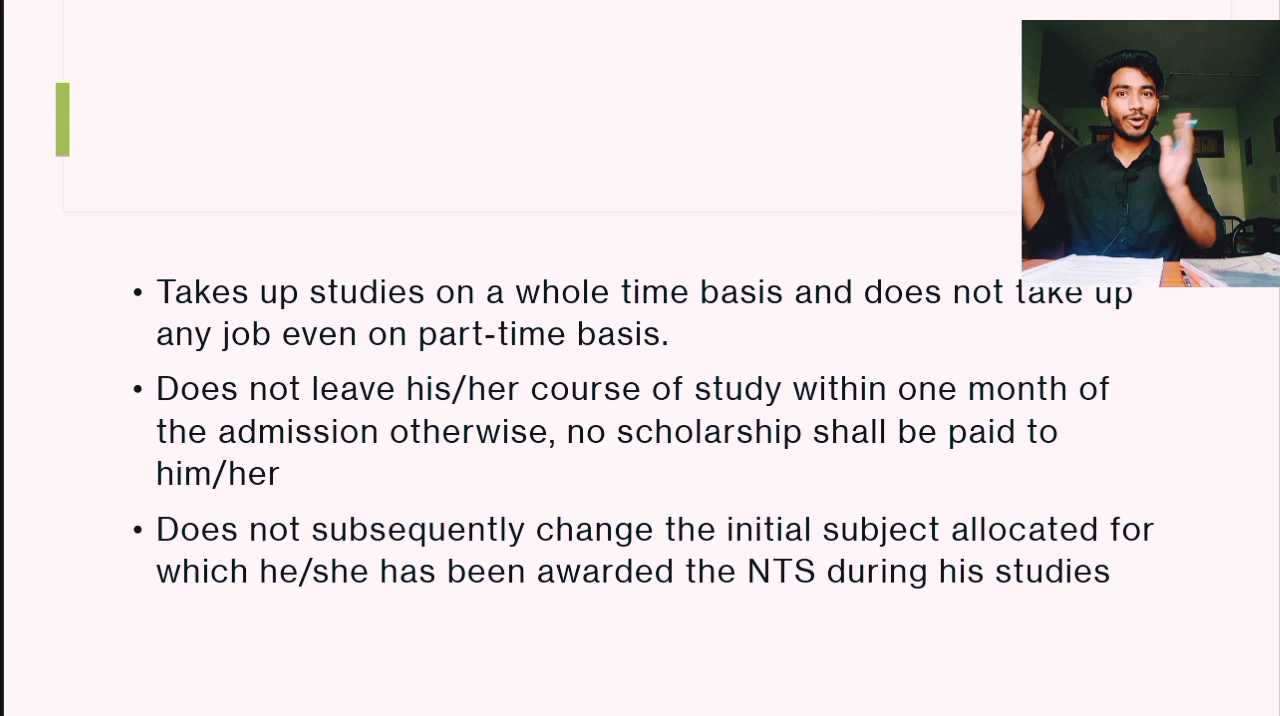 • Takes up studies on a whole time basis and does not take up
any job even on part-time basis.
• Does not leave his/her course of study within one month of
the admission otherwise, no scholarship shall be paid to
him/her
• Does not subsequently change the initial subject allocated for
which he/she has been awarded the NTS during his studies